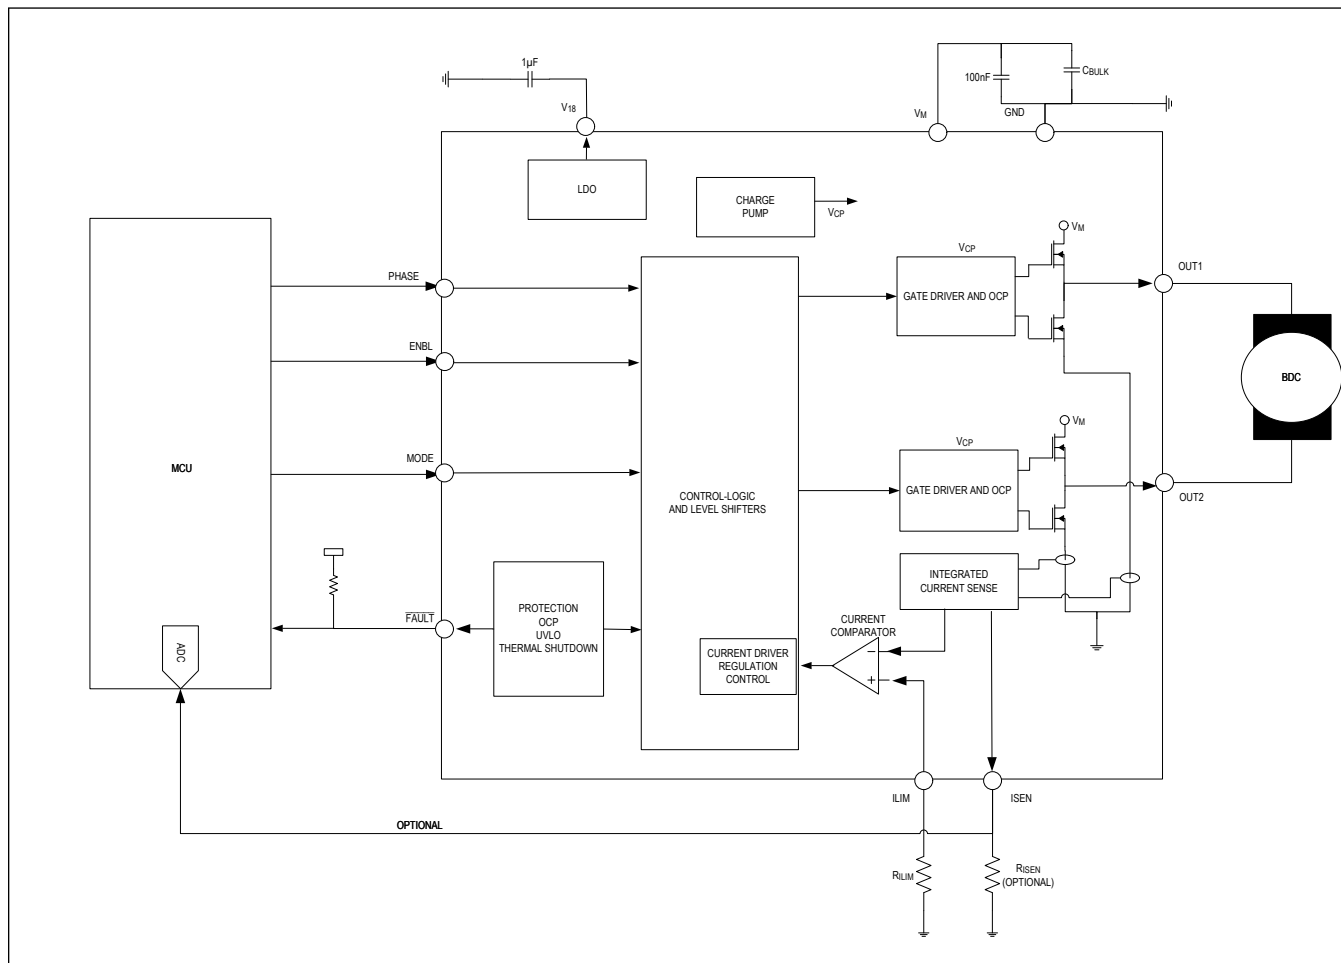 1µF
V18
CBULK
100nF
VM
GND
LDO
CHARGE
PUMP
VCP
VM
PHASE
VCP
OUT1
GATE DRIVER AND OCP
ENBL
BDC
VM
MODE
VCP
MCU
CONTROL-LOGIC
AND LEVEL SHIFTERS
GATE DRIVER AND OCP
OUT2
INTEGRATED
CURRENT SENSE
FAULT
PROTECTION
OCP
UVLO
THERMAL SHUTDOWN
CURRENT
COMPARATOR
ADC
CURRENT DRIVER
REGULATION
CONTROL
−
+
ILIM
ISEN
OPTIONAL
RILIM
RISEN
(OPTIONAL)